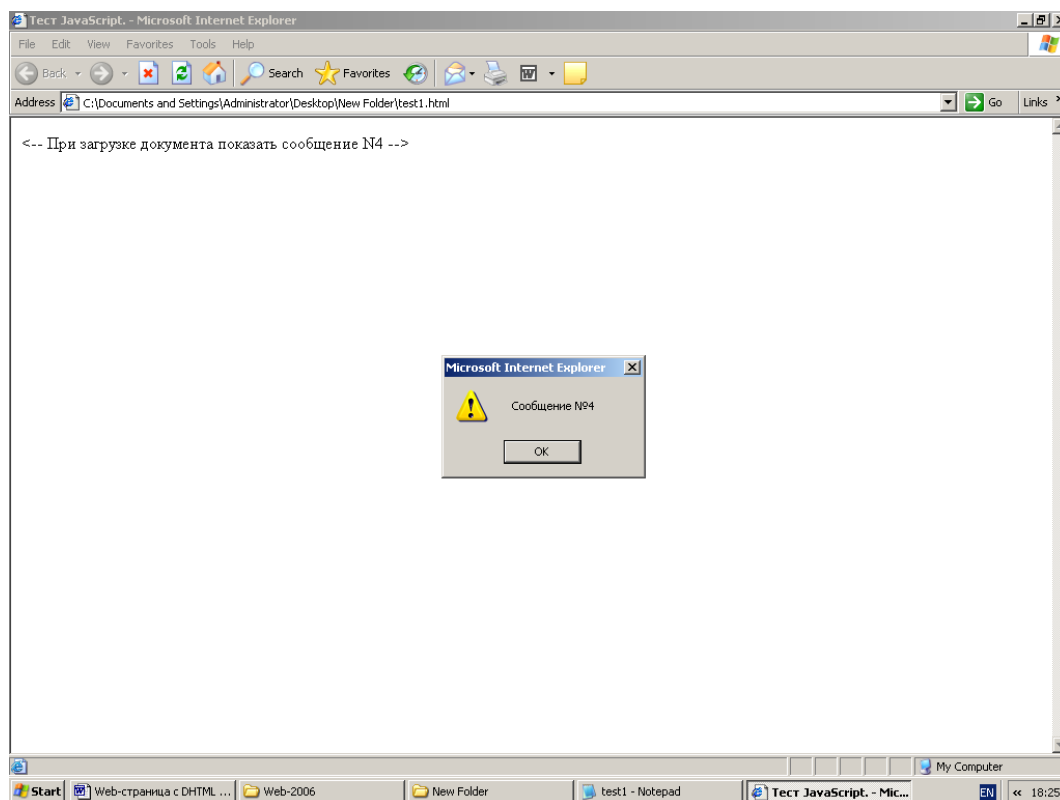 Тест JavaScript. - Microsoft Internet Explorer
File Edit View Favorites Tools Help
Back Search Favorites
Address C:\Documents and Settings\Administrator\Desktop\New Folder\test1.html Go Links
<-- При загрузке документа показать сообщение N4 -->
Microsoft Internet Explorer
Сообщение №4
OK
My Computer
Start Web-страница с DHTML ... Web-2006 New Folder test1 - Notepad Тест JavaScript. - Mic... EN « 18:25